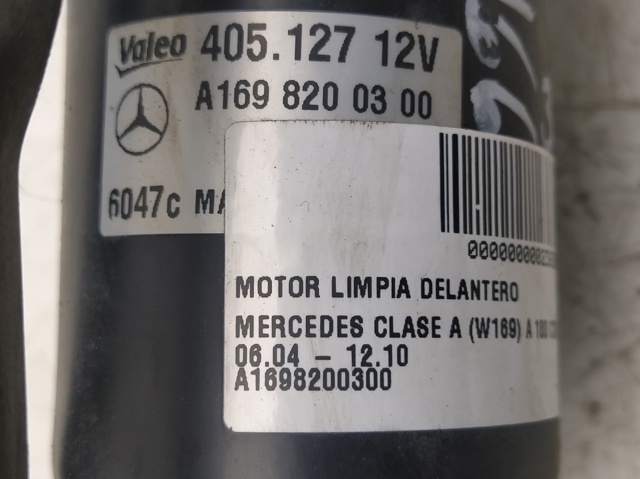 Valeo 405.127 12V
A169 820 03 00
6047c
MOTOR LIMPIA DELANTERO
MERCEDES CLASE A (W169) A 180
06.04 - 12.10
A1698200300